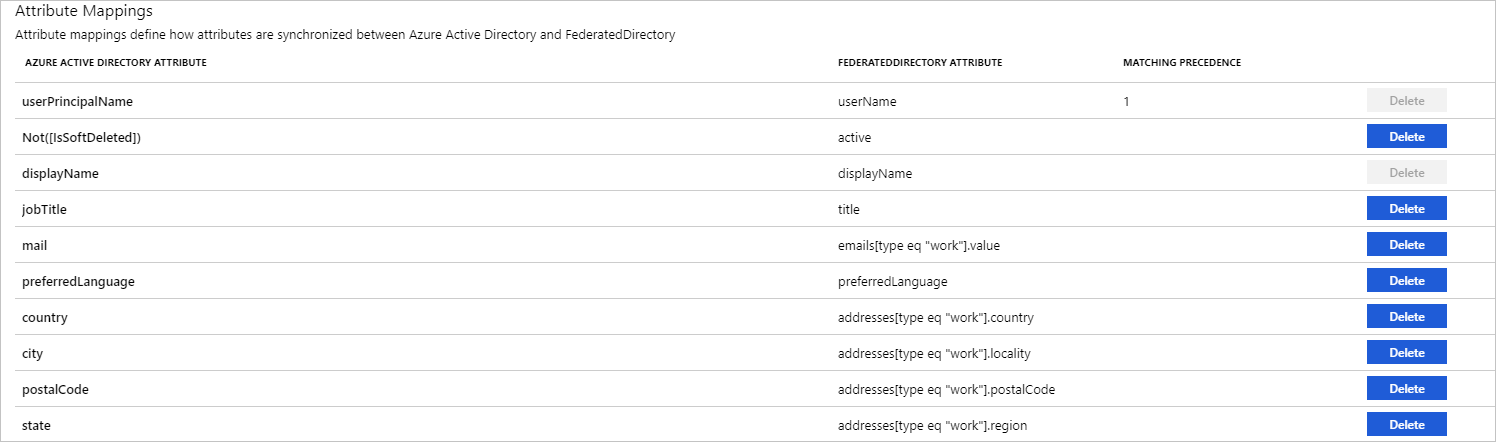 Attribute Mappings
Attribute mappings define how attributes are synchronized between Azure Active Directory and FederatedDirectory
AZURE ACTIVE DIRECTORY ATTRIBUTE FEDERATEDDIRECTORY ATTRIBUTE MATCHING PRECEDENCE
userPrincipalName userName 1 Delete
Not([IsSoftDeleted]) active Delete
displayName displayName Delete
jobTitle title Delete
mail emails[type eq "work"].value Delete
preferredLanguage preferredLanguage Delete
country addresses[type eq "work"].country Delete
city addresses[type eq "work"].locality Delete
postalCode addresses[type eq "work"].postalCode Delete
state addresses[type eq "work"].region Delete